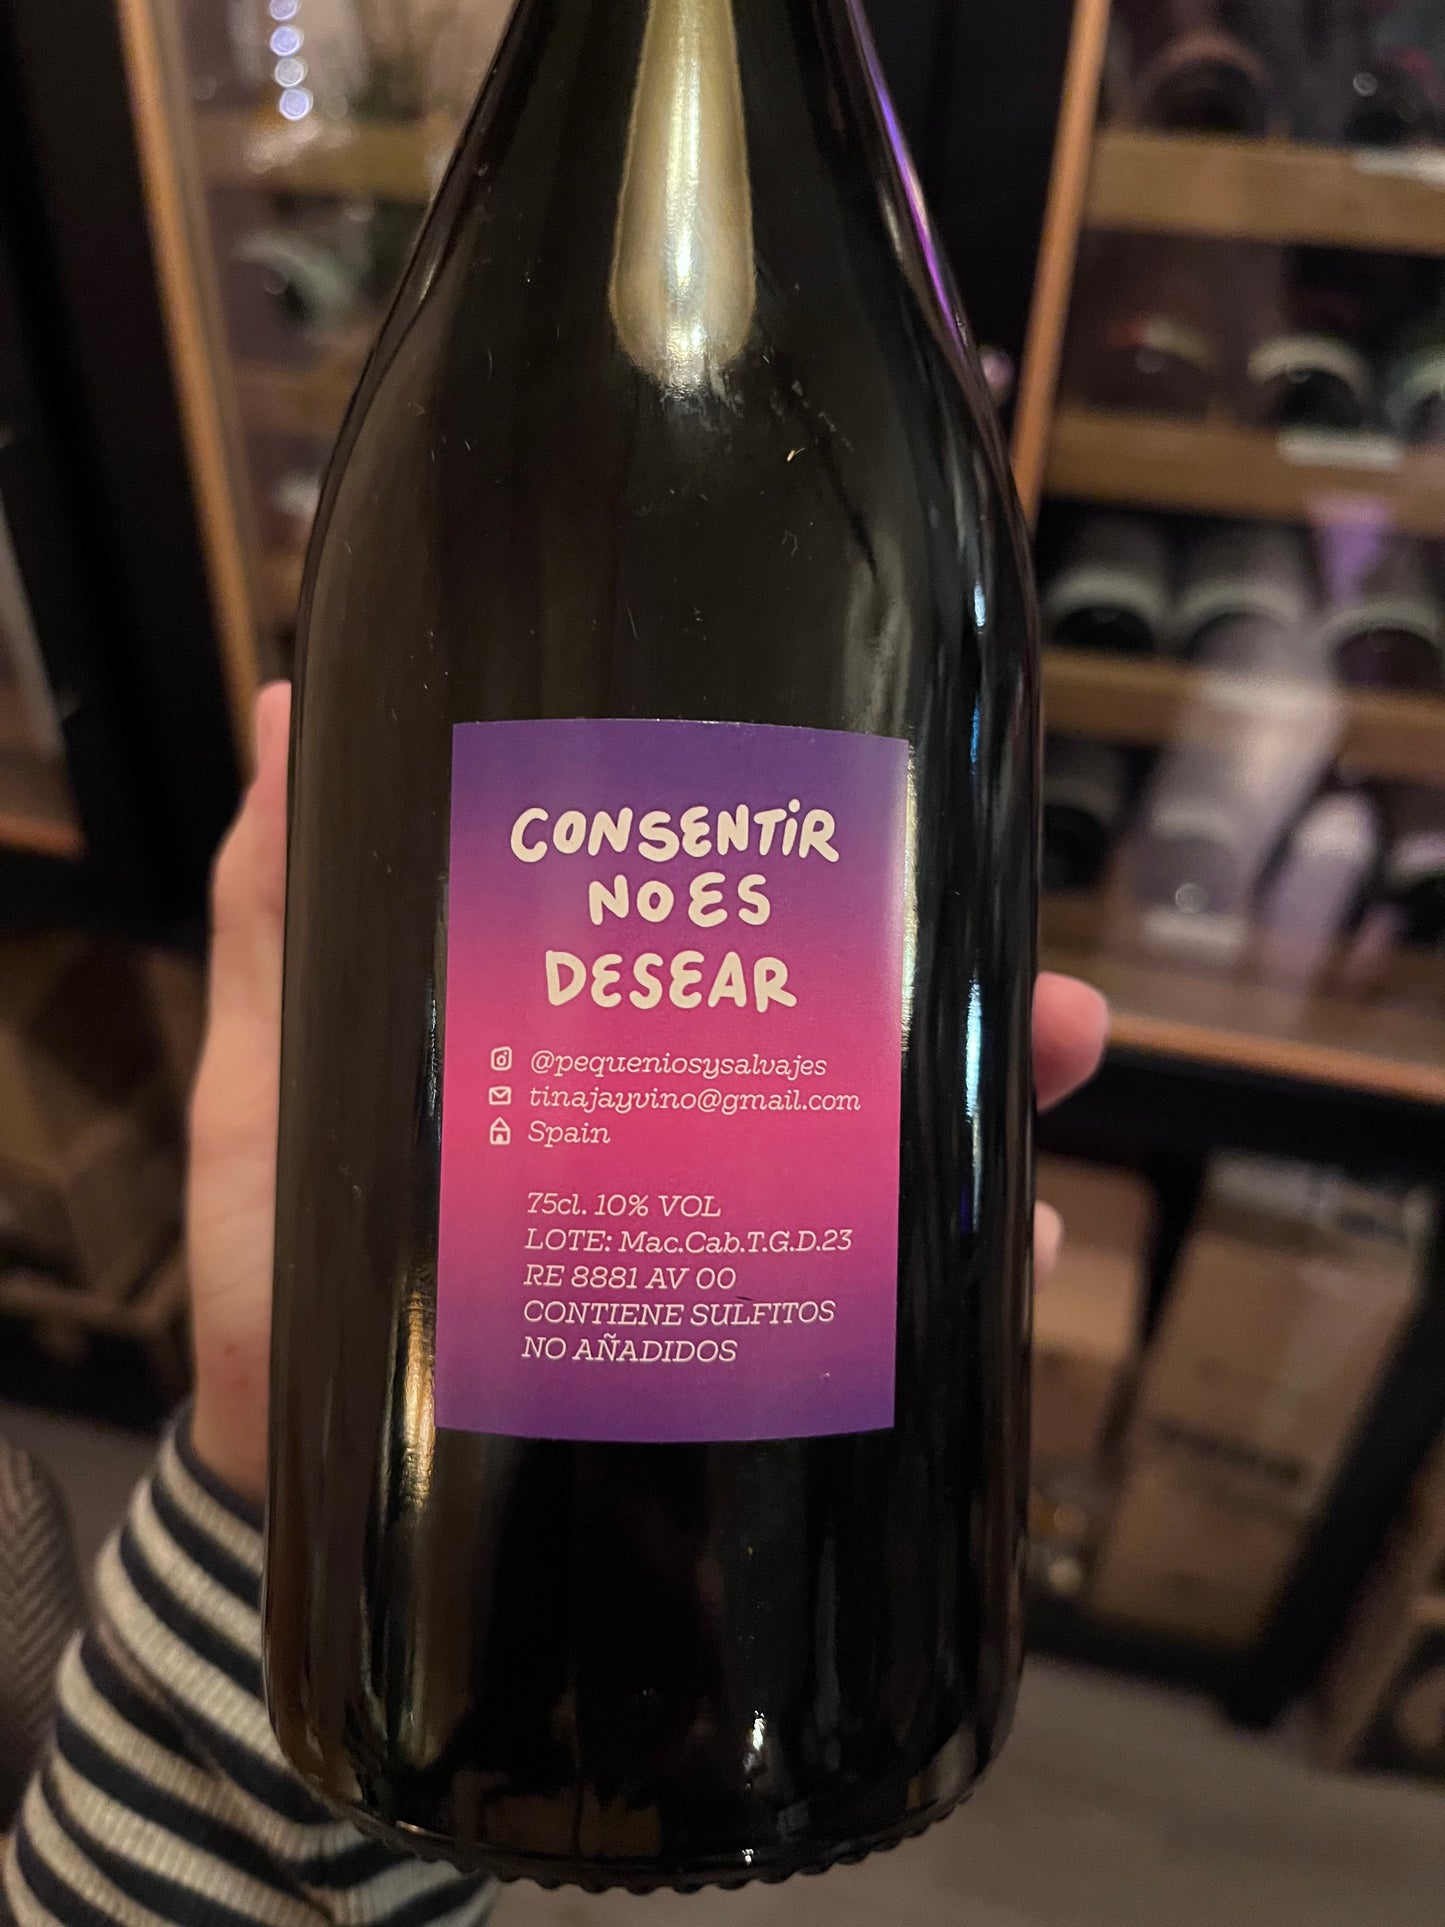 CONSENTiR
NO ES
DESEAR
@pequeniosysalvajes
tinajayvino@gmail.com
Spain
75cl. 10% VOL
LOTE: Mac.Cab.T.G.D.23
RE 8881 AV 00
CONTIENE SULFITOS
NO AÑADIDOS